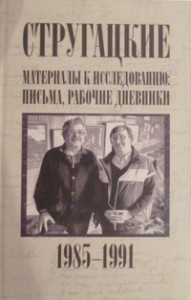 СТРУГАЦКИЕ
МАТЕРИАЛЫ К ИССЛЕДОВАНИЮ:
ПИСЬМА, РАБОЧИЕ ДНЕВНИКИ
1985–1991